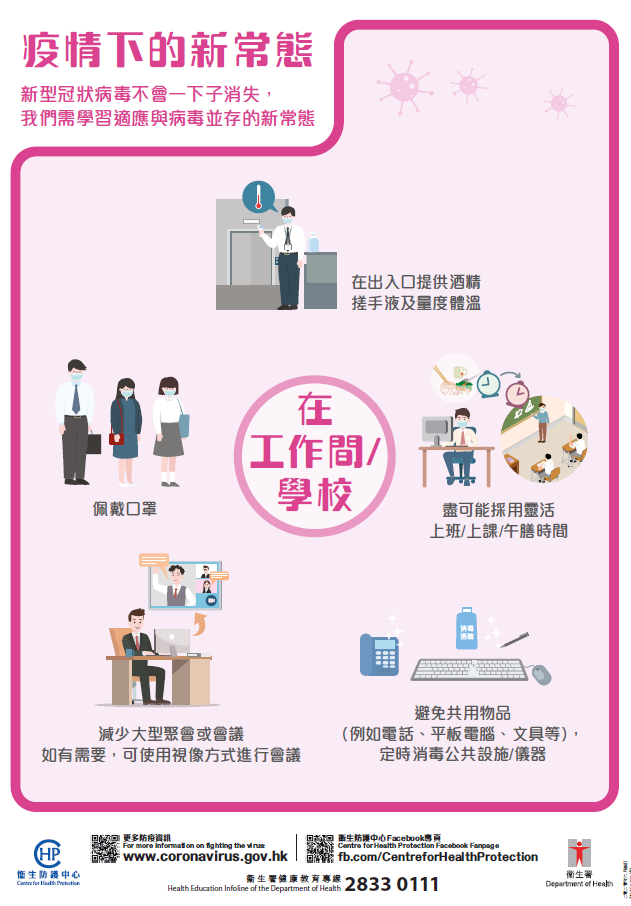 疫情下的新常態
新型冠狀病毒不會一下子消失，
我們需學習適應與病毒並存的新常態
在出入口提供酒精
搓手液及量度體溫
在
工作間/
學校
佩戴口罩
盡可能採用靈活
上班/上課/午膳時間
消毒
酒精
減少大型聚會或會議
如有需要，可使用視像方式進行會議
避免共用物品
（例如電話、平板電腦、文具等），
定時消毒公共設施/儀器
CHP
衞生防護中心
Centre for Health Protection
更多防疫資訊
For more information on fighting the virus:
www.coronavirus.gov.hk
衞生防護中心Facebook專頁
Centre for Health Protection Facebook Fanpage
fb.com/CentreforHealthProtection
衞生署健康教育專線
Health Education Infoline of the Department of Health
2833 0111
衞生署
Department of Health